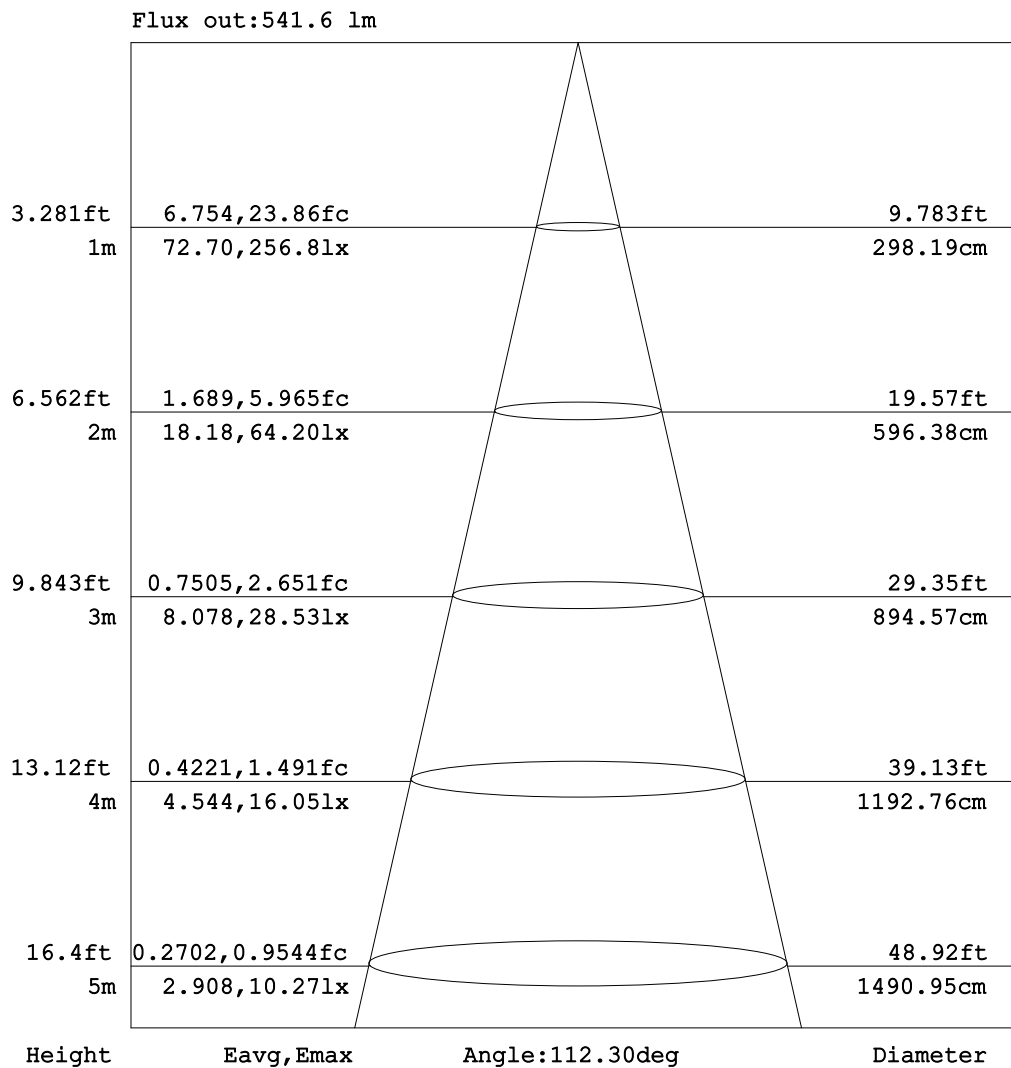 Flux out:541.6 lm
3.281ft 6.754,23.86fc 9.783ft
1m 72.70,256.8lx 298.19cm
6.562ft 1.689,5.965fc 19.57ft
2m 18.18,64.20lx 596.38cm
9.843ft 0.7505,2.651fc 29.35ft
3m 8.078,28.53lx 894.57cm
13.12ft 0.4221,1.491fc 39.13ft
4m 4.544,16.05lx 1192.76cm
16.4ft 0.2702,0.9544fc 48.92ft
5m 2.908,10.27lx 1490.95cm
Height Eavg,Emax Angle:112.30deg Diameter